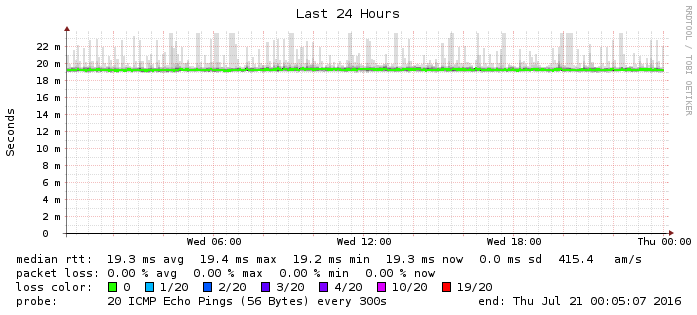 Last 24 Hours
RRDTOOL / TOBI OETIKER
Seconds
22 m
20 m
18 m
16 m
14 m
12 m
10 m
8 m
6 m
4 m
2 m
0
Wed 06:00 Wed 12:00 Wed 18:00 Thu 00:00
median rtt: 19.3 ms avg 19.4 ms max 19.2 ms min 19.3 ms now 0.0 ms sd 415.4 am/s
packet loss: 0.00 % avg 0.00 % max 0.00 % min 0.00 % now
loss color: 0 1/20 2/20 3/20 4/20 10/20 19/20
probe: 20 ICMP Echo Pings (56 Bytes) every 300s end: Thu Jul 21 00:05:07 2016